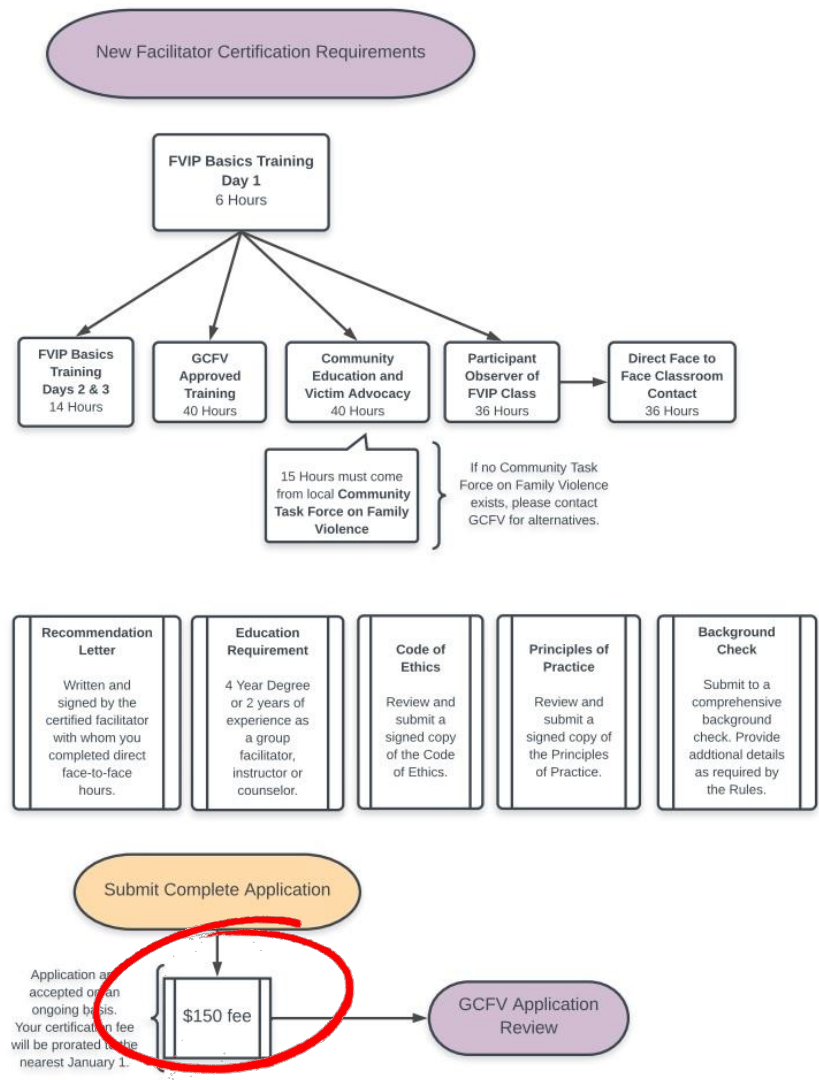 New Facilitator Certification Requirements
FVIP Basics Training
Day 1
6 Hours
FVIP Basics
Training
Days 2 & 3
14 Hours
GCFV
Approved
Training
40 Hours
Community
Education and
Victim Advocacy
40 Hours
Participant
Observer of
FVIP Class
36 Hours
Direct Face to
Face Classroom
Contact
36 Hours
15 Hours must come
from local Community
Task Force on Family
Violence
If no Community Task
Force on Family Violence
exists, please contact
GCFV for alternatives.
Recommendation
Letter
Written and
signed by the
certified facilitator
with whom you
completed direct
face-to-face
hours.
Education
Requirement
4 Year Degree
or 2 years of
experience as
a group
facilitator,
instructor or
counselor.
Code of
Ethics
Review and
submit a
signed copy
of the Code
of Ethics.
Principles of
Practice
Review and
submit a
signed copy of
the Principles
of Practice.
Background
Check
Submit to a
comprehensive
background
check. Provide
addtional details
as required by
the Rules.
Submit Complete Application
Application
accepted on an
ongoing basis.
Your certification fee
will be prorated to the
nearest January 1.
$150 fee
GCFV Application
Review